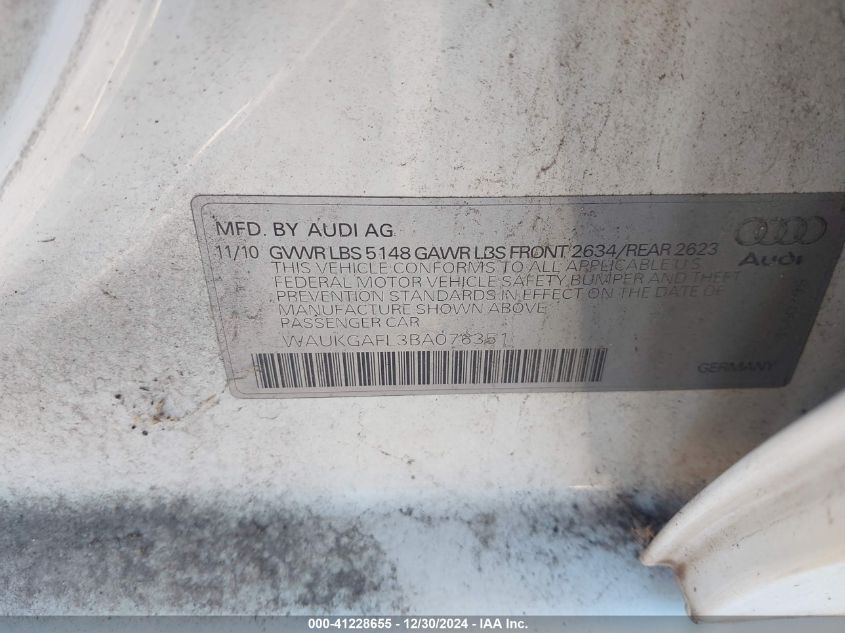 MFD. BY AUDI AG
11/10 GVWR LBS 5148 GAWR LBS FRONT 2634/REAR 2623
THIS VEHICLE CONFORMS TO ALL APPLICABLE U.S.
FEDERAL MOTOR VEHICLE SAFETY BUMPER AND THEFT
PREVENTION STANDARDS IN EFFECT ON THE DATE OF
MANUFACTURE SHOWN ABOVE
PASSENGER CAR
WAUKGAFL3BA078351
Audi
GERMANY
000-41228655 - 12/30/2024 - IAA Inc.